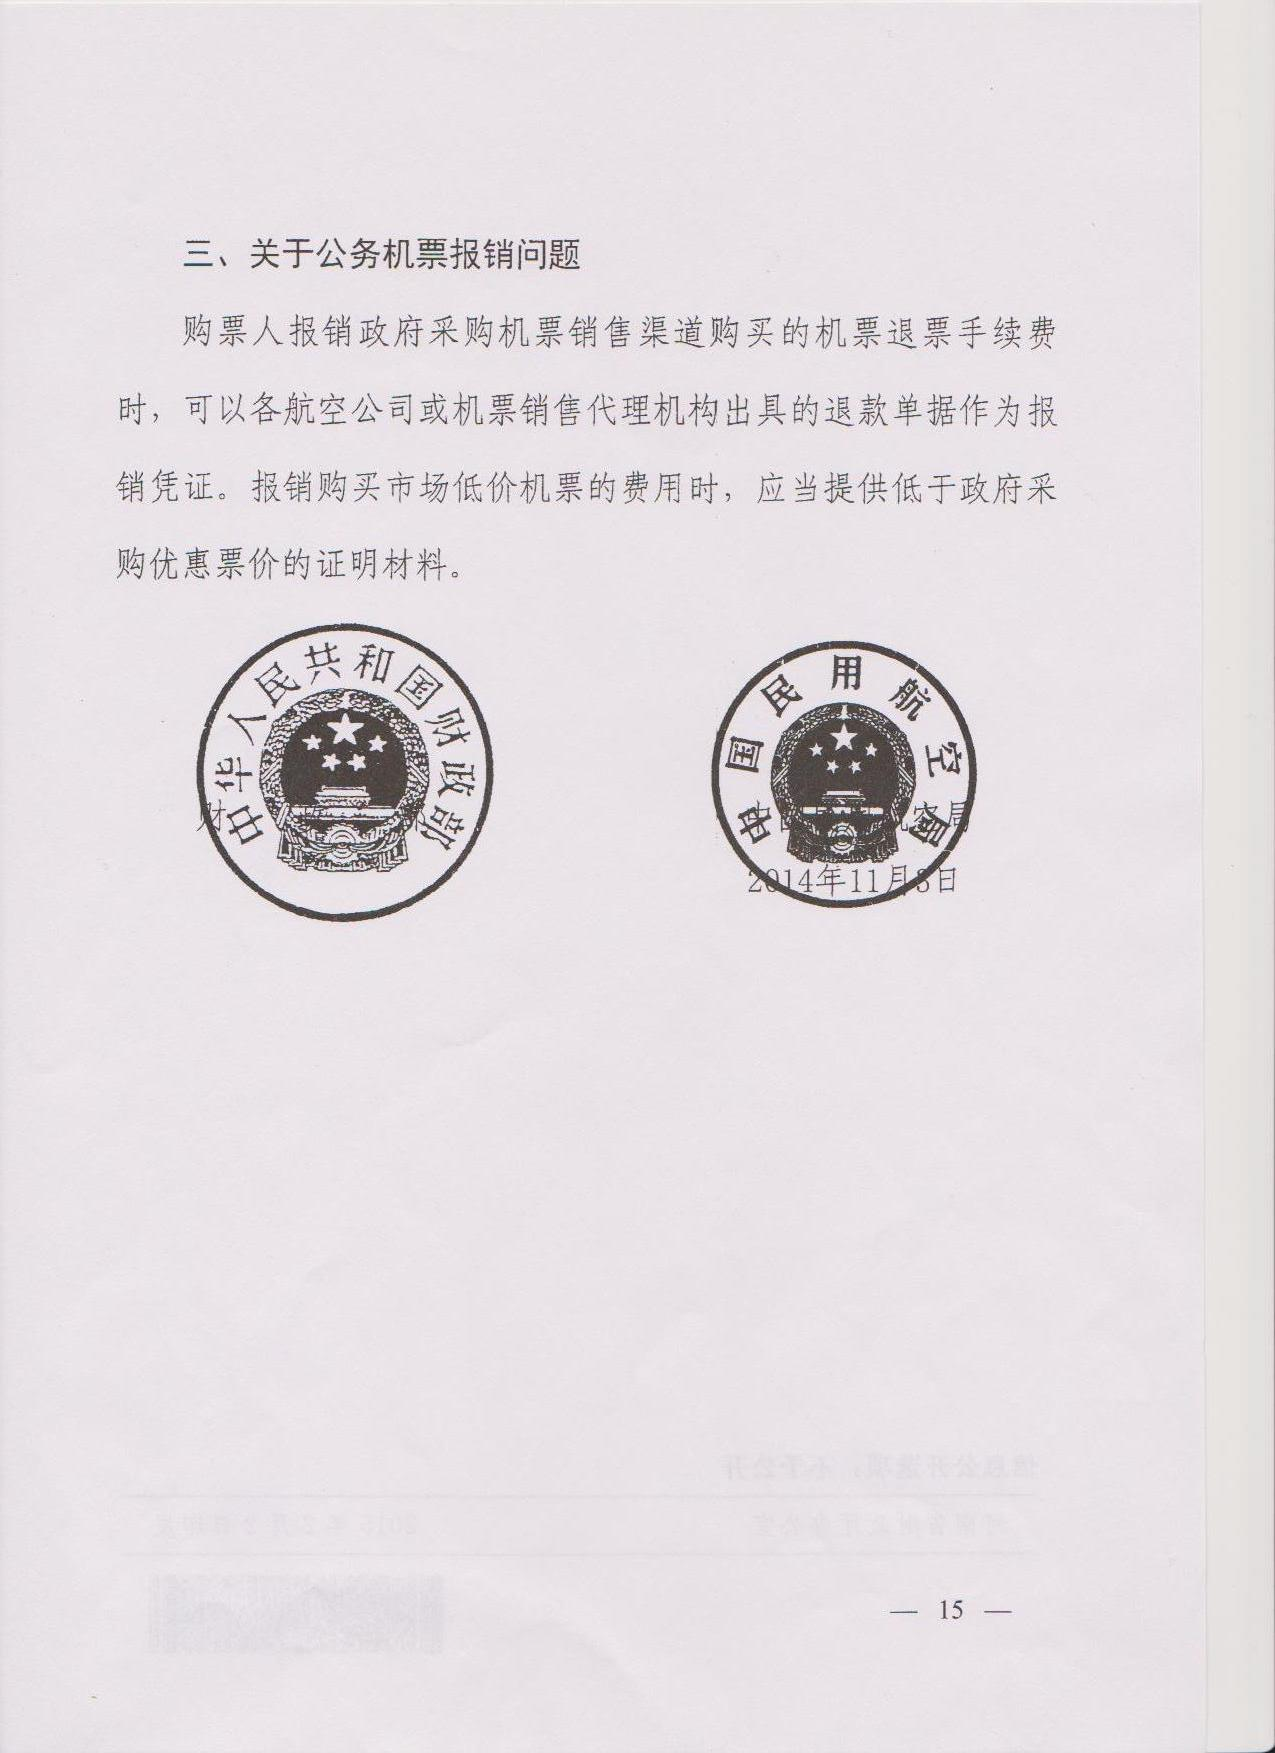 三、关于公务机票报销问题
购票人报销政府采购机票销售渠道购买的机票退票手续费
时，可以各航空公司或机票销售代理机构出具的退款单据作为报
销凭证。报销购买市场低价机票的费用时，应当提供低于政府采
购优惠票价的证明材料。
中华人民共和国财政部
中国民用航空局
2014年11月3日
— 15 —